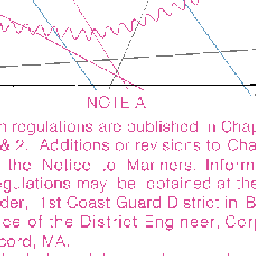 NOTE A
n regulations are published in Chap
& 2. Additions or revisions to Cha
the Notice to Mariners. Inform
egulations may be obtained at the
der, 1st Coast Guard District in B
ce of the District Engineer, Corp
cord, MA.